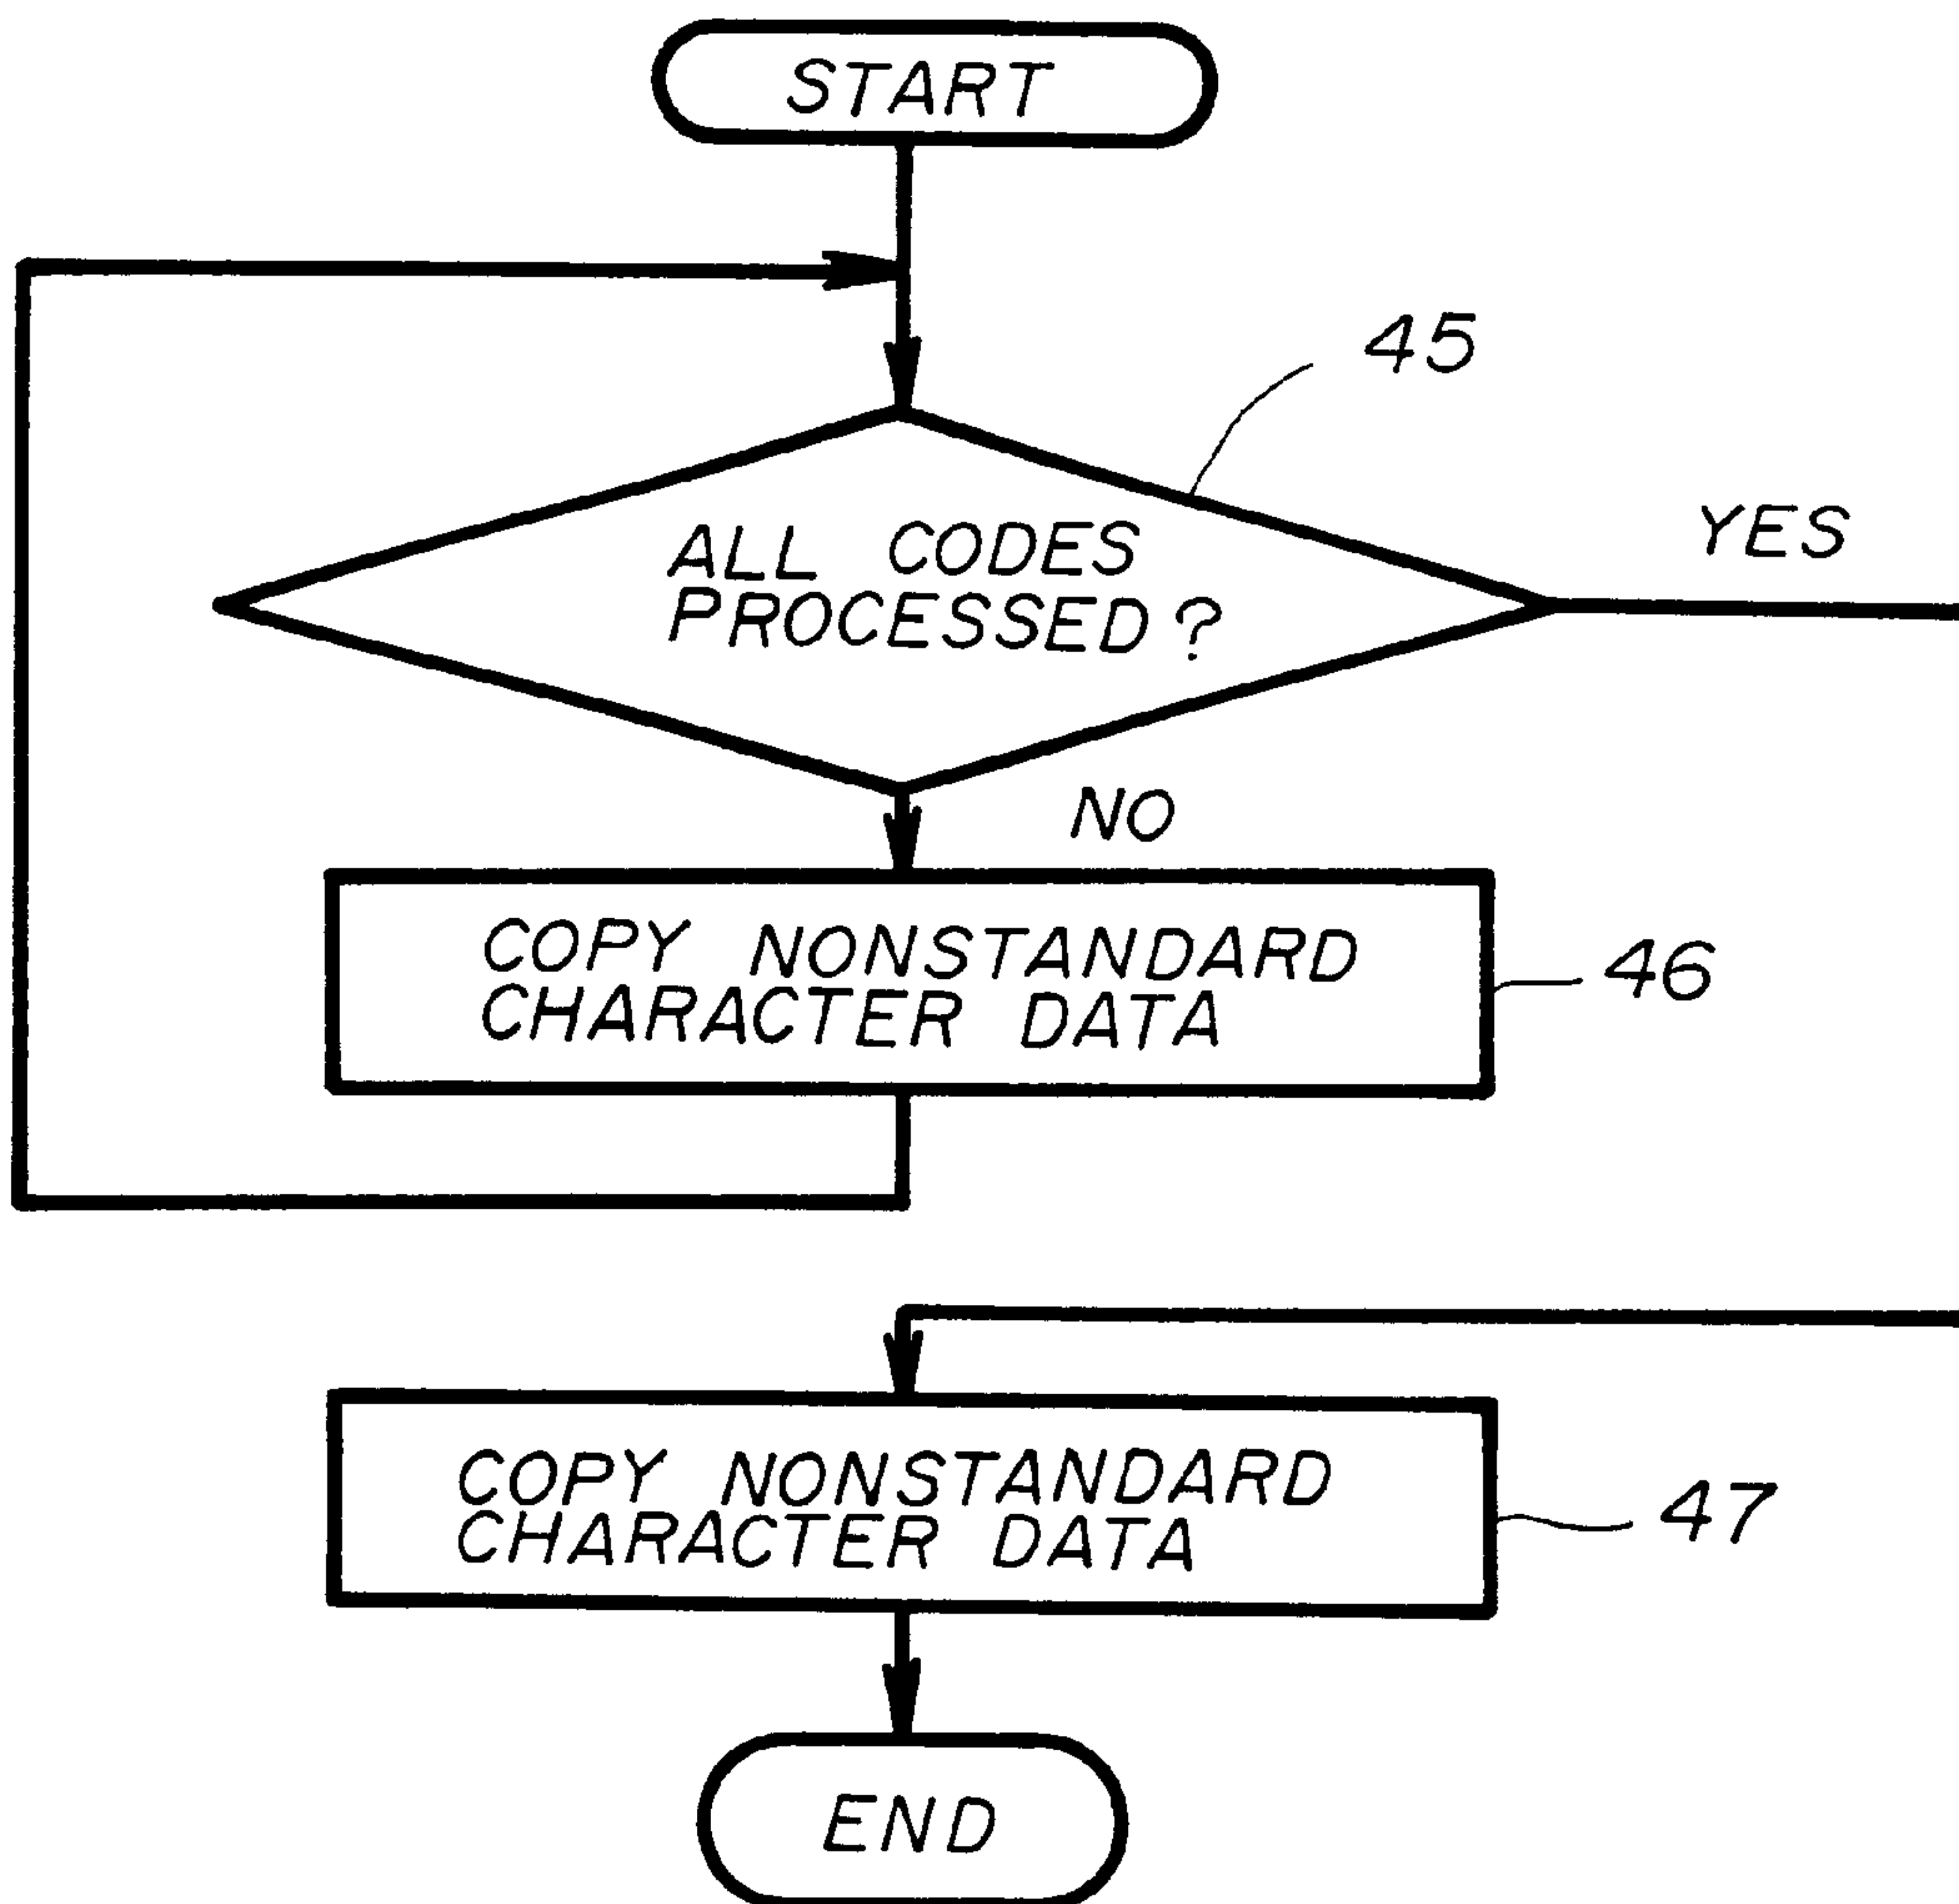 START
45
ALL CODES
PROCESSED?
YES
NO
COPY NONSTANDARD
CHARACTER DATA
46
COPY NONSTANDARD
CHARACTER DATA
47
END